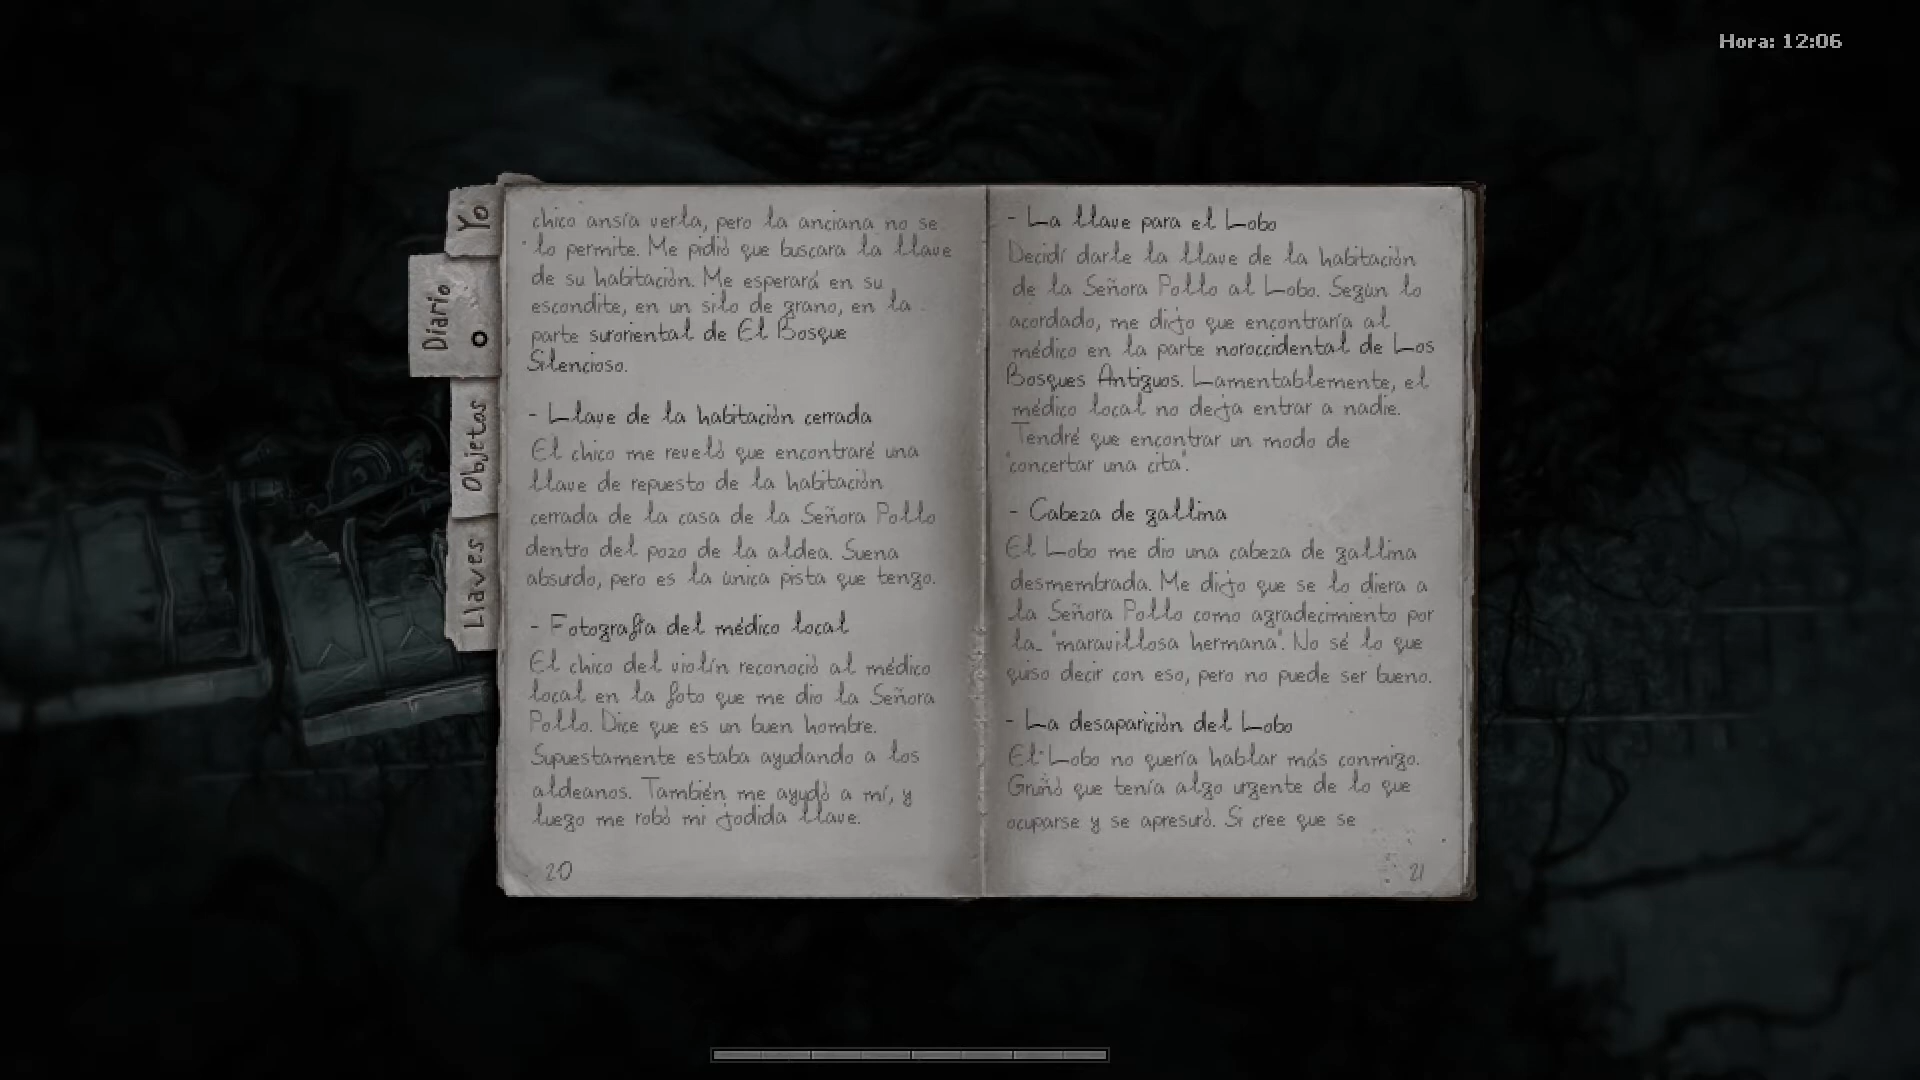 Hora: 12:06
Yo
Diario
Objetos
Llaves
chico ansía verla, pero la anciana no se
lo permite. Me pidió que buscara la llave
de su habitación. Me esperará en su
escondite, en un silo de grano, en la
parte suroriental de El Bosque
Silencioso.
- Llave de la habitación cerrada
El chico me reveló que encontraré una
llave de repuesto de la habitación
cerrada de la casa de la Señora Pollo
dentro del pozo de la aldea. Suena
absurdo, pero es la única pista que tengo.
- Fotografía del médico local
El chico del violín reconoció al médico
local en la foto que me dio la Señora
Pollo. Dice que es un buen hombre.
Supuestamente estaba ayudando a los
aldeanos. También me ayudó a mí, y
luego me robó mi jodida llave.
20
- La llave para el Lobo
Decidí darle la llave de la habitación
de la Señora Pollo al Lobo. Según lo
acordado, me dijo que encontraría al
médico en la parte noroccidental de Los
Bosques Antiguos. Lamentablemente, el
médico local no deja entrar a nadie.
Tendré que encontrar un modo de
"concertar una cita".
- Cabeza de gallina
El Lobo me dio una cabeza de gallina
desmembrada. Me dijo que se lo diera a
la Señora Pollo como agradecimiento por
la "maravillosa hermana". No sé lo que
quiso decir con eso, pero no puede ser bueno.
- La desaparición del Lobo
El Lobo no quería hablar más conmigo.
Gruñó que tenía algo urgente de lo que
ocuparse y se apresuró. Si cree que se
21